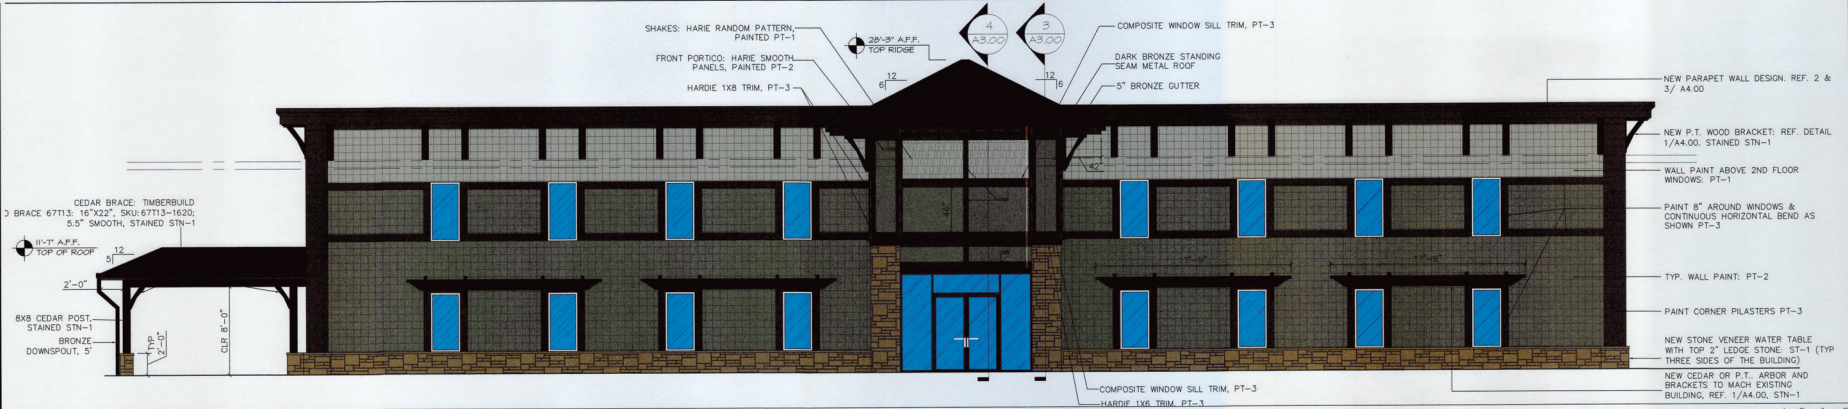 SHAKES: HARIE RANDOM PATTERN,
PAINTED PT-1
FRONT PORTICO: HARIE SMOOTH
PANELS, PAINTED PT-2
HARDIE 1X8 TRIM, PT-3
28'-3" A.F.F.
TOP RIDGE
4
A3.00
3
A3.00
12
6
12
6
COMPOSITE WINDOW SILL TRIM, PT-3
DARK BRONZE STANDING
SEAM METAL ROOF
5" BRONZE GUTTER
NEW PARAPET WALL DESIGN. REF. 2 &
3/ A4.00
NEW P.T. WOOD BRACKET: REF. DETAIL
1/A4.00. STAINED STN-1
WALL PAINT ABOVE 2ND FLOOR
WINDOWS: PT-1
PAINT 8" AROUND WINDOWS &
CONTINUOUS HORIZONTAL BEND AS
SHOWN PT-3
TYP. WALL PAINT: PT-2
PAINT CORNER PILASTERS PT-3
NEW STONE VENEER WATER TABLE
WITH TOP 2" LEDGE STONE: ST-1 (TYP
THREE SIDES OF THE BUILDING)
NEW CEDAR OR P.T.. ARBOR AND
BRACKETS TO MACH EXISTING
BUILDING, REF. 1/A4.00, STN-1
CEDAR BRACE: TIMBERBUILD
BRACE 67T13: 16"X22", SKU:67T13-1620;
5.5" SMOOTH, STAINED STN-1
11'-7" A.F.F.
TOP OF ROOF
12
5
2'-0"
8X8 CEDAR POST,
STAINED STN-1
BRONZE
DOWNSPOUT, 5'
TYP
2'-0"
CLR 8'-0"
42"
17'-9"
17'-9"
COMPOSITE WINDOW SILL TRIM, PT-3
HARDIE 1X6 TRIM, PT-3